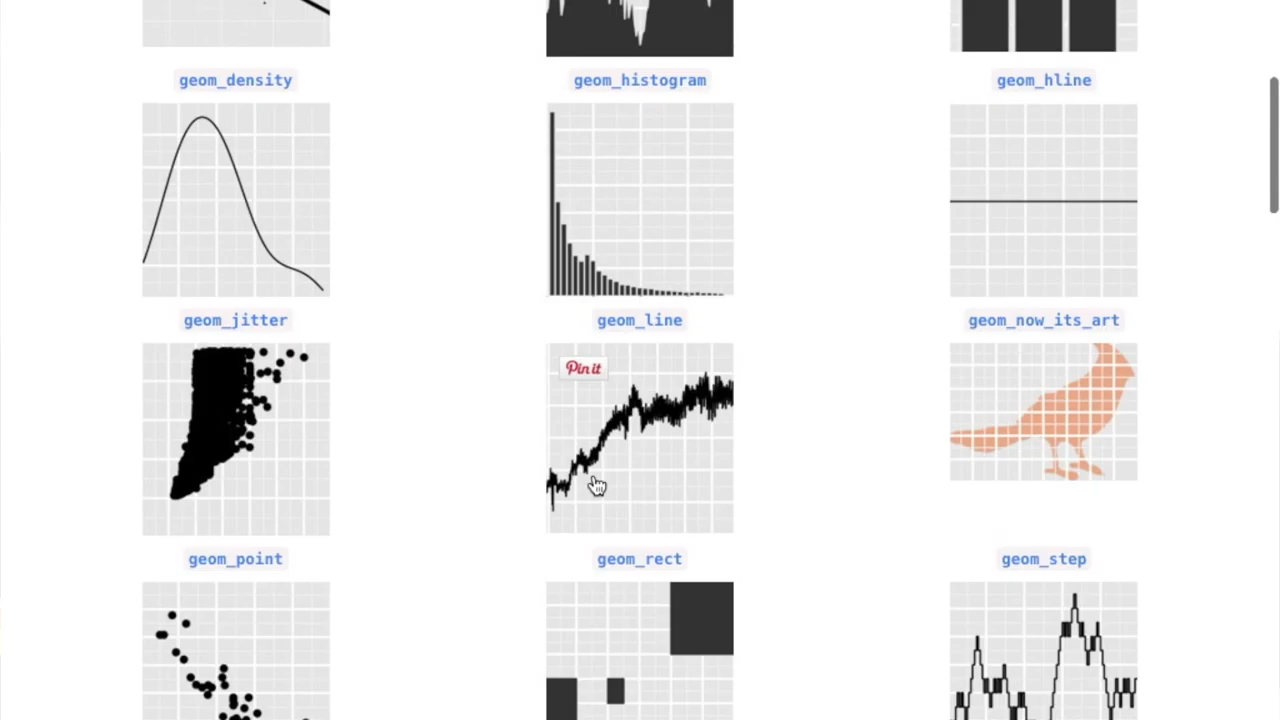 geom_density
geom_histogram
geom_hline
geom_jitter
geom_line
geom_now_its_art
Pin it
geom_point
geom_rect
geom_step